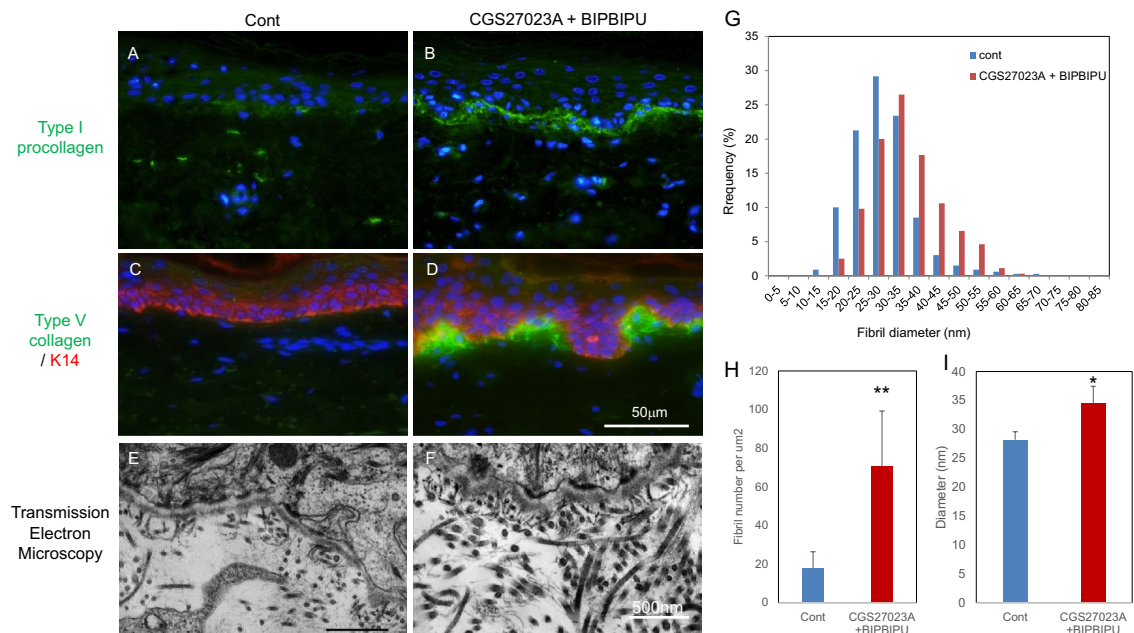 Cont
CGS27023A + BIPBIPU
A
B
Type I
procollagen
C
D
Type V
collagen
/ K14
50μm
E
F
Transmission
Electron
Microscopy
500nm
G
35
30
25
20
15
10
5
0
Rrequency (%)
cont
CGS27023A + BIPBIPU
0-5
5-10
10-15
15-20
20-25
25-30
30-35
35-40
40-45
45-50
50-55
55-60
60-65
65-70
70-75
75-80
80-85
Fibril diameter (nm)
H
120
100
80
60
40
20
0
Fibril number per um2
**
Cont
CGS27023A
+BIPBIPU
I
40
35
30
25
20
15
10
5
0
Diameter (nm)
*
Cont
CGS27023A
+BIPBIPU